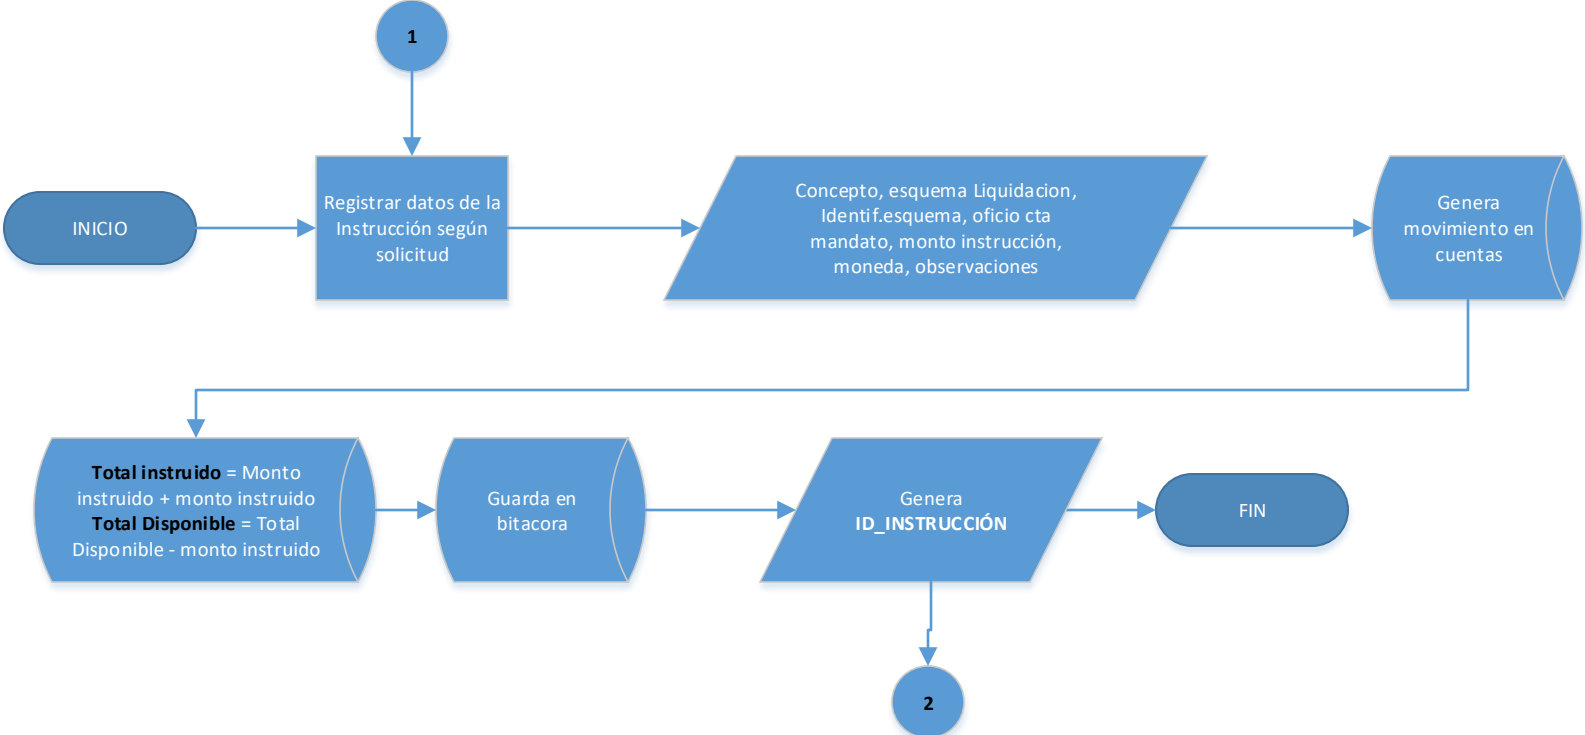 1
INICIO
Registrar datos de la
Instrucción según
solicitud
Concepto, esquema Liquidacion,
Identif.esquema, oficio cta
mandato, monto instrucción,
moneda, observaciones
Genera
movimiento en
cuentas
Total instruido = Monto
instruido + monto instruido
Total Disponible = Total
Disponible - monto instruido
Guarda en
bitacora
Genera
ID_INSTRUCCIÓN
FIN
2